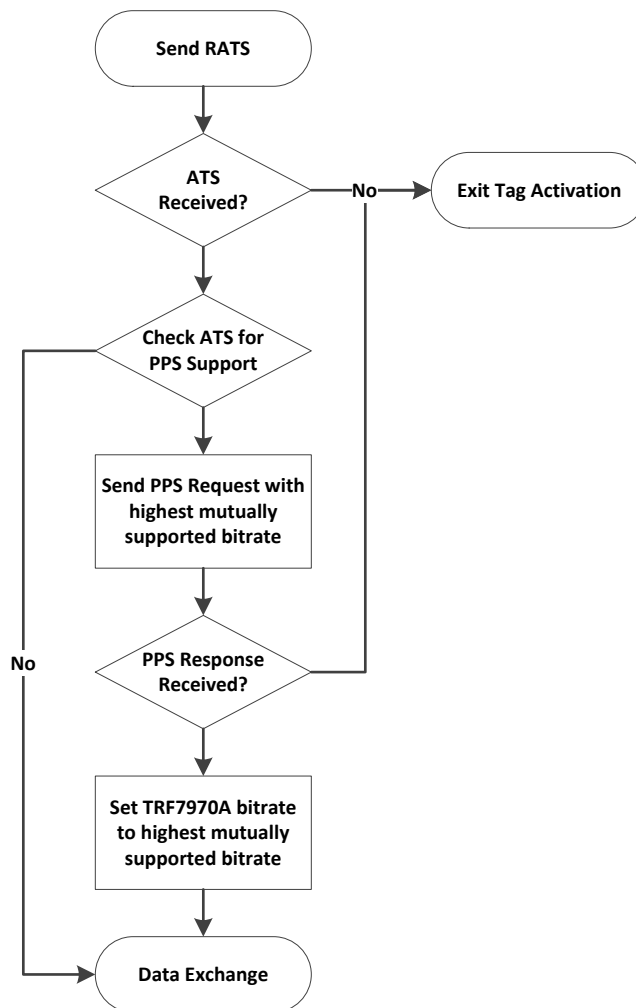 Send RATS
ATS
Received?
No
Exit Tag Activation
Check ATS for
PPS Support
Send PPS Request with
highest mutually
supported bitrate
No
PPS Response
Received?
Set TRF7970A bitrate
to highest mutually
supported bitrate
Data Exchange